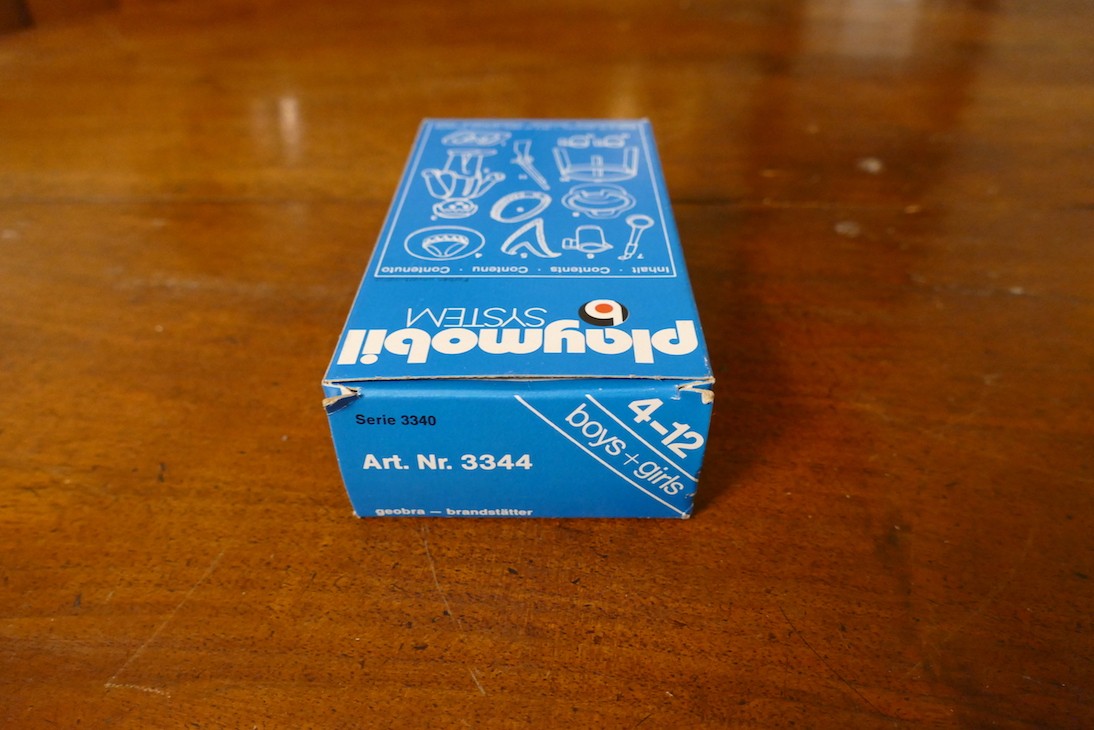 Inhalt · Contents · Contenu · Contenuto
playmobil
SYSTEM
Serie 3340
Art. Nr. 3344
geobra – brandstätter
4–12
boys + girls